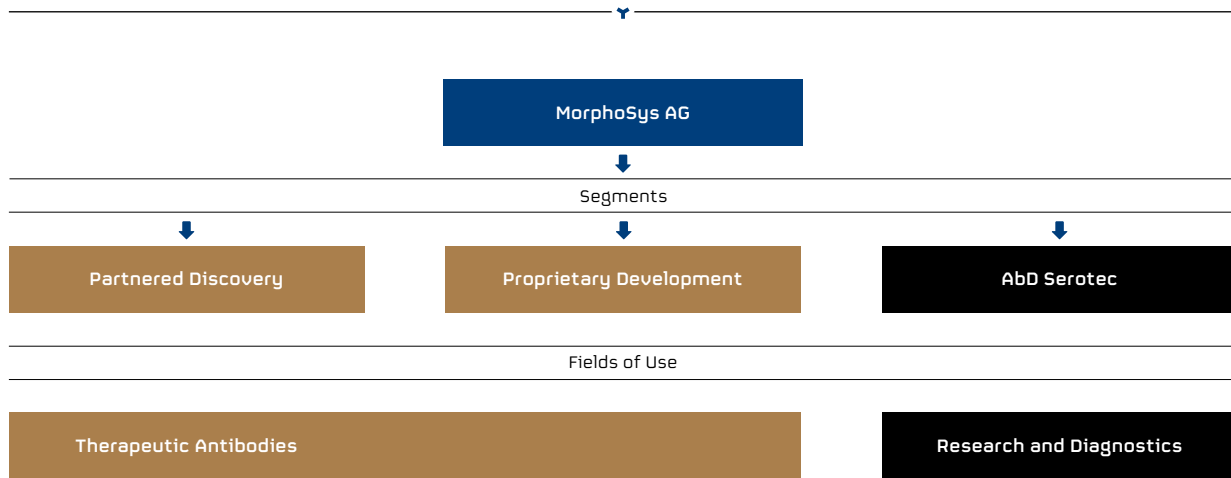 MorphoSys AG
Segments
Partnered Discovery
Proprietary Development
AbD Serotec
Fields of Use
Therapeutic Antibodies
Research and Diagnostics